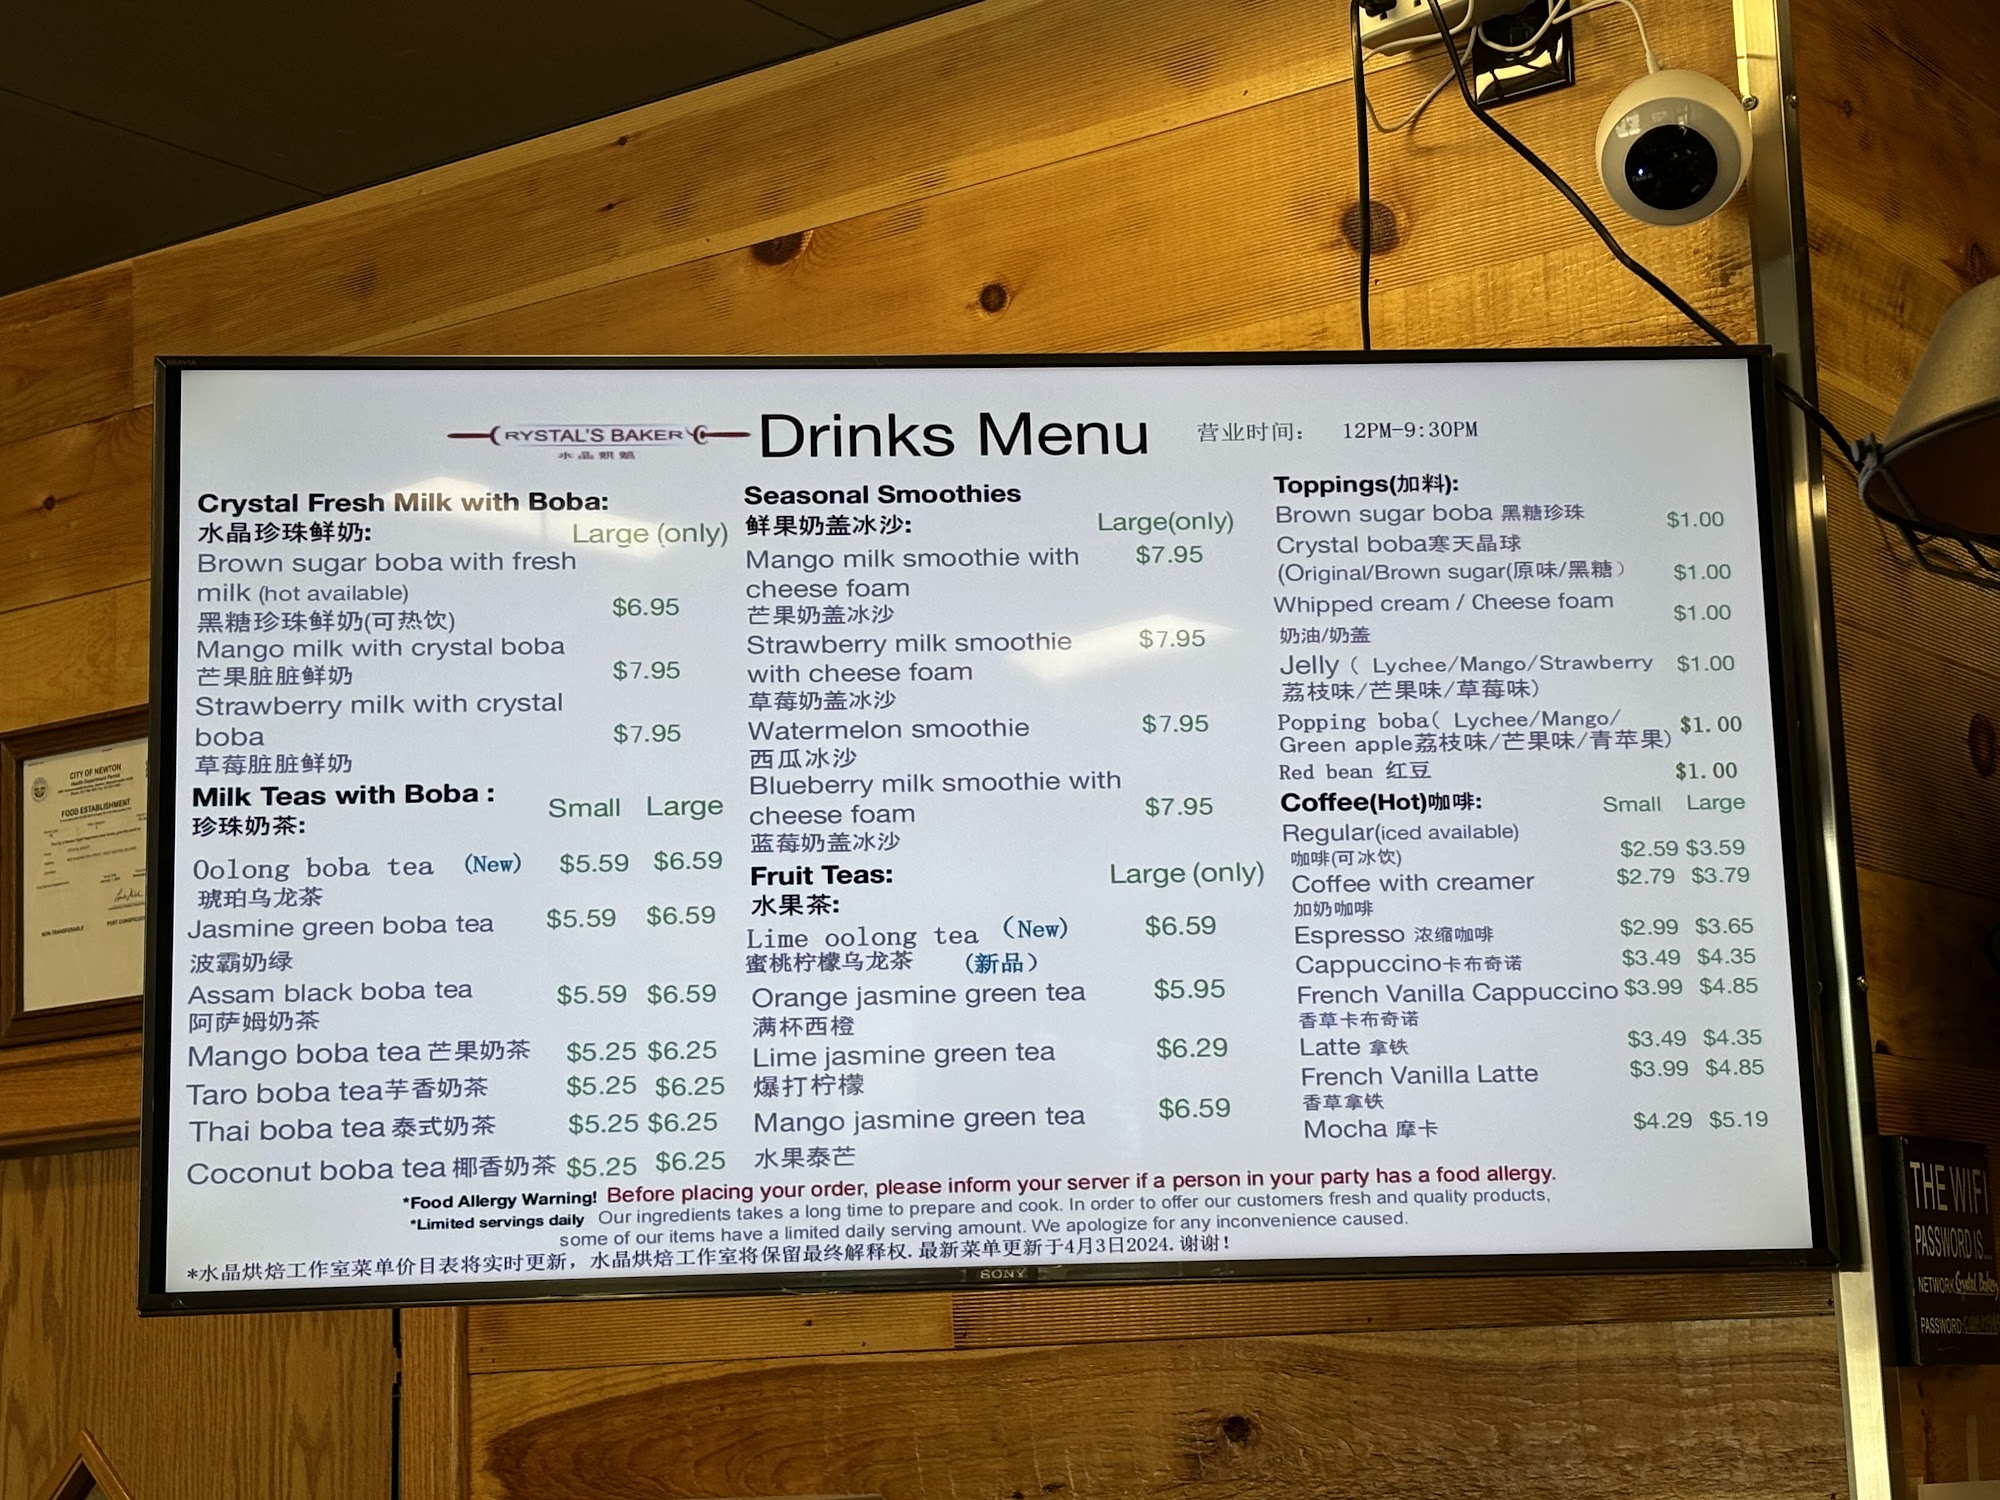 RYSTAL'S BAKER
Drinks Menu
营业时间： 12PM-9:30PM
Crystal Fresh Milk with Boba:
水晶珍珠鲜奶: Large (only)
Brown sugar boba with fresh
milk (hot available)
黑糖珍珠鲜奶(可热饮) $6.95
Mango milk with crystal boba
芒果脏脏鲜奶 $7.95
Strawberry milk with crystal
boba $7.95
草莓脏脏鲜奶
Milk Teas with Boba :
珍珠奶茶: Small Large
Oolong boba tea (New) $5.59 $6.59
琥珀乌龙茶
Jasmine green boba tea $5.59 $6.59
波霸奶绿
Assam black boba tea $5.59 $6.59
阿萨姆奶茶
Mango boba tea 芒果奶茶 $5.25 $6.25
Taro boba tea芋香奶茶 $5.25 $6.25
Thai boba tea 泰式奶茶 $5.25 $6.25
Coconut boba tea 椰香奶茶 $5.25 $6.25
Seasonal Smoothies
鲜果奶盖冰沙: Large(only)
Mango milk smoothie with $7.95
cheese foam
芒果奶盖冰沙
Strawberry milk smoothie $7.95
with cheese foam
草莓奶盖冰沙
Watermelon smoothie $7.95
西瓜冰沙
Blueberry milk smoothie with
cheese foam $7.95
蓝莓奶盖冰沙
Fruit Teas: Large (only)
水果茶:
Lime oolong tea (New) $6.59
蜜桃柠檬乌龙茶 (新品)
Orange jasmine green tea $5.95
满杯西橙
Lime jasmine green tea $6.29
爆打柠檬
Mango jasmine green tea $6.59
水果泰芒
Toppings(加料):
Brown sugar boba 黑糖珍珠 $1.00
Crystal boba寒天晶球
(Original/Brown sugar(原味/黑糖) $1.00
Whipped cream / Cheese foam $1.00
奶油/奶盖
Jelly ( Lychee/Mango/Strawberry $1.00
荔枝味/芒果味/草莓味)
Popping boba( Lychee/Mango/ $1.00
Green apple荔枝味/芒果味/青苹果)
Red bean 红豆 $1.00
Coffee(Hot)咖啡: Small Large
Regular(iced available)
咖啡(可冰饮) $2.59 $3.59
Coffee with creamer $2.79 $3.79
加奶咖啡
Espresso 浓缩咖啡 $2.99 $3.65
Cappuccino卡布奇诺 $3.49 $4.35
French Vanilla Cappuccino $3.99 $4.85
香草卡布奇诺
Latte 拿铁 $3.49 $4.35
French Vanilla Latte $3.99 $4.85
香草拿铁
Mocha 摩卡 $4.29 $5.19
*Food Allergy Warning! Before placing your order, please inform your server if a person in your party has a food allergy.
*Limited servings daily Our ingredients takes a long time to prepare and cook. In order to offer our customers fresh and quality products,
some of our items have a limited daily serving amount. We apologize for any inconvenience caused.
*水晶烘焙工作室菜单价目表将实时更新，水晶烘焙工作室将保留最终解释权. 最新菜单更新于4月3日2024. 谢谢！
SONY
CITY OF NEWTON
Health Department Permit
FOOD ESTABLISHMENT
NON-TRANSFERABLE
THE WIFI
PASSWORD IS...
NETWORK Crystal Bakery
PASSWORD